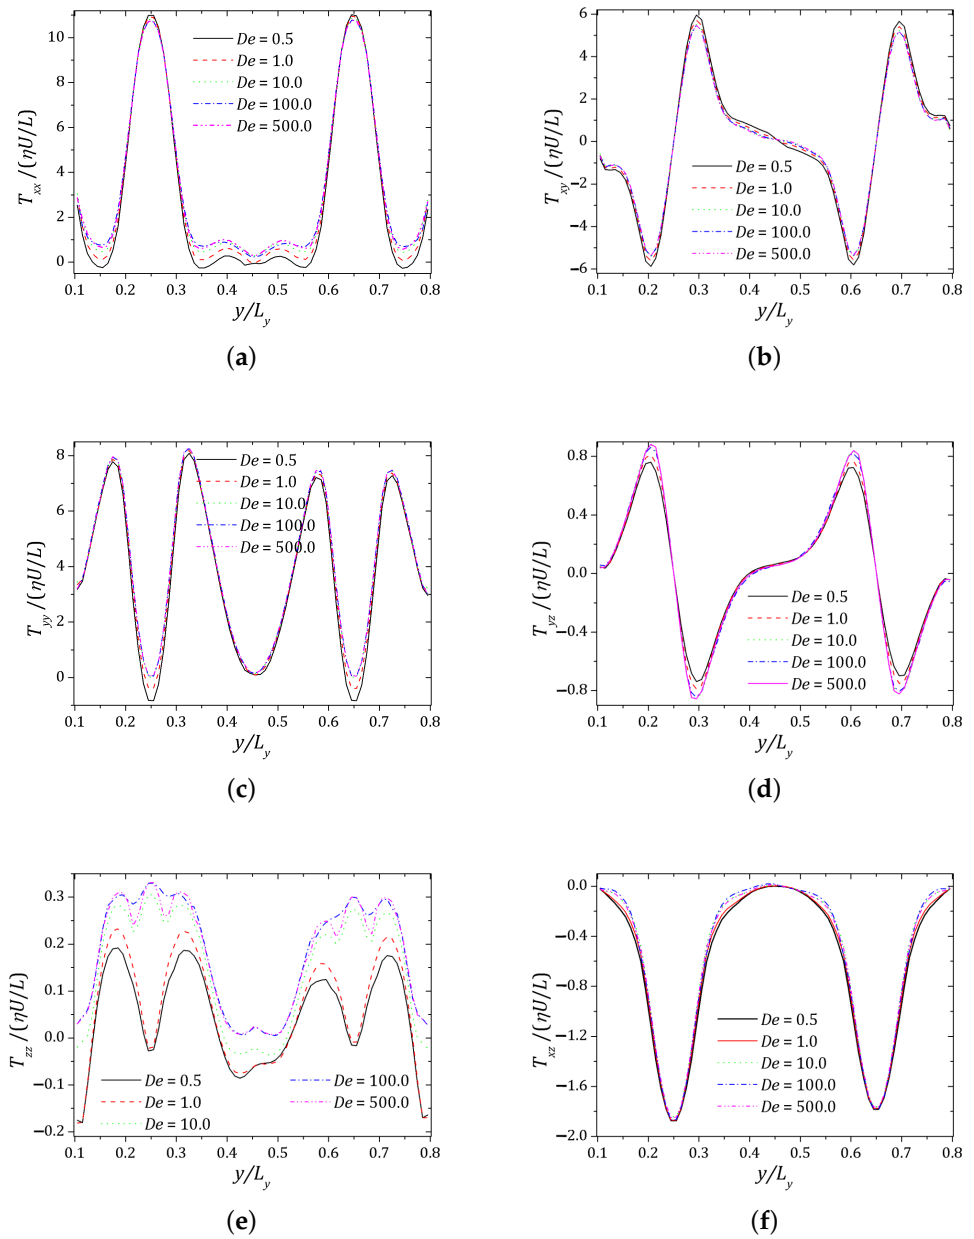 T_xx /(ηU/L)
10
8
6
4
2
0
De = 0.5
De = 1.0
De = 10.0
De = 100.0
De = 500.0
0.1 0.2 0.3 0.4 0.5 0.6 0.7 0.8
y/L_y
(a)
T_xy /(ηU/L)
6
4
2
0
−2
−4
−6
De = 0.5
De = 1.0
De = 10.0
De = 100.0
De = 500.0
0.1 0.2 0.3 0.4 0.5 0.6 0.7 0.8
y/L_y
(b)
T_yy /(ηU/L)
8
6
4
2
0
De = 0.5
De = 1.0
De = 10.0
De = 100.0
De = 500.0
0.1 0.2 0.3 0.4 0.5 0.6 0.7 0.8
y/L_y
(c)
T_yz /(ηU/L)
0.8
0.4
0.0
−0.4
−0.8
De = 0.5
De = 1.0
De = 10.0
De = 100.0
De = 500.0
0.1 0.2 0.3 0.4 0.5 0.6 0.7 0.8
y/L_y
(d)
T_zz /(ηU/L)
0.3
0.2
0.1
0.0
−0.1
−0.2
De = 0.5 De = 100.0
De = 1.0 De = 500.0
De = 10.0
0.1 0.2 0.3 0.4 0.5 0.6 0.7 0.8
y/L_y
(e)
T_xz /(ηU/L)
0.0
−0.4
−0.8
−1.2
−1.6
−2.0
De = 0.5
De = 1.0
De = 10.0
De = 100.0
De = 500.0
0.1 0.2 0.3 0.4 0.5 0.6 0.7 0.8
y/L_y
(f)